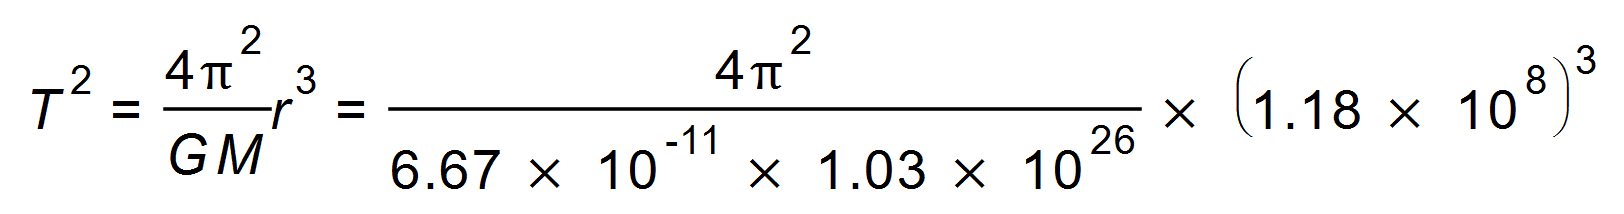 T² = 4π²/GM r³ = 4π²/(6.67 × 10⁻¹¹ × 1.03 × 10²⁶) × (1.18 × 10⁸)³